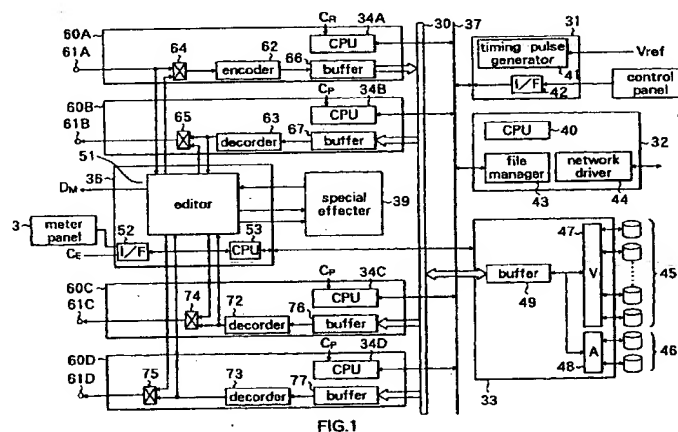 60A
61A
64
62
66
CR
34A
CPU
encoder
buffer
30
37
31
timing pulse
generator
41
Vref
I/F
42
control
panel
60B
61B
65
63
67
CP
34B
CPU
decorder
buffer
CPU
40
32
file
manager
43
network
driver
44
51
36
DM
editor
special
effecter
39
3
meter
panel
52
I/F
CE
53
CPU
47
V
45
buffer
49
A
48
46
33
60C
61C
74
72
76
CP
34C
CPU
decorder
buffer
60D
61D
75
73
77
CP
34D
CPU
decorder
buffer
FIG.1